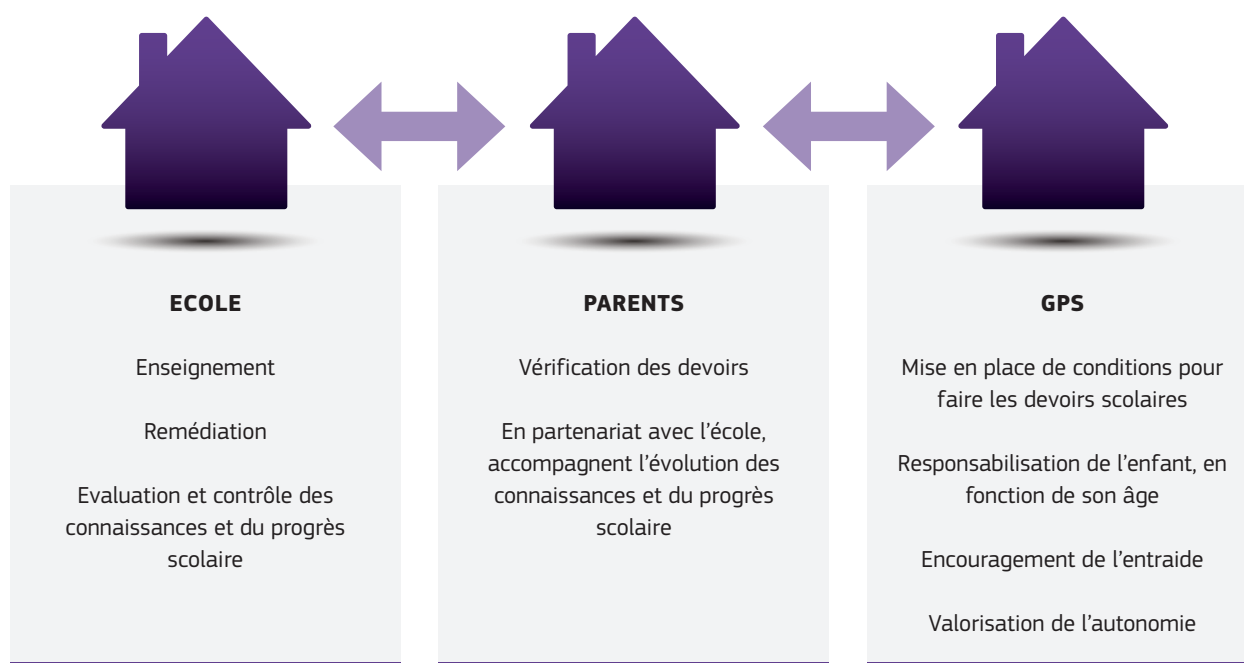 ECOLE
Enseignement
Remédiation
Evaluation et contrôle des
connaissances et du progrès
scolaire
PARENTS
Vérification des devoirs
En partenariat avec l’école,
accompagnent l’évolution des
connaissances et du progrès
scolaire
GPS
Mise en place de conditions pour
faire les devoirs scolaires
Responsabilisation de l’enfant, en
fonction de son âge
Encouragement de l’entraide
Valorisation de l’autonomie